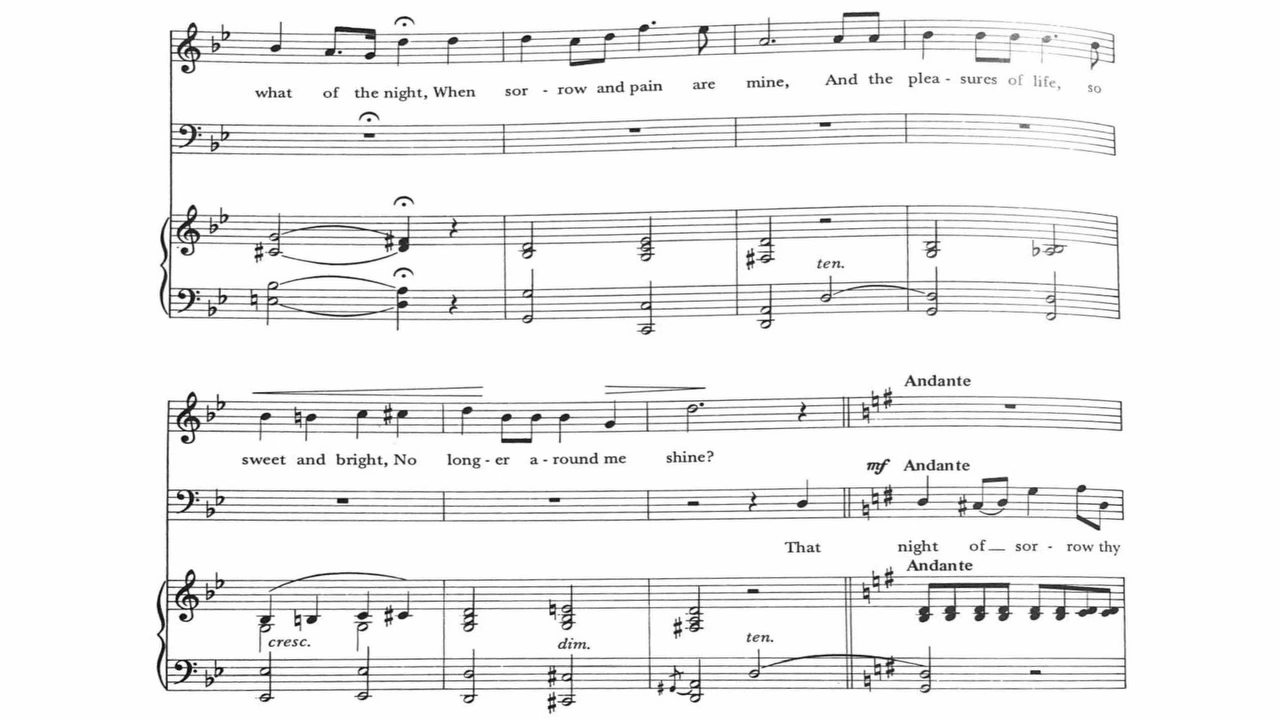 what of the night, When sor - row and pain are mine, And the plea - sures of life, so
ten.
Andante
sweet and bright, No long - er a - round me shine?
mf Andante
That night of sor - row thy
Andante
cresc. dim. ten.